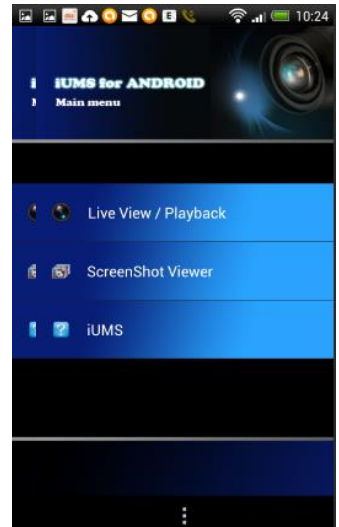 E 10:24
iUMS for ANDROID
Main menu
Live View / Playback
ScreenShot Viewer
? iUMS